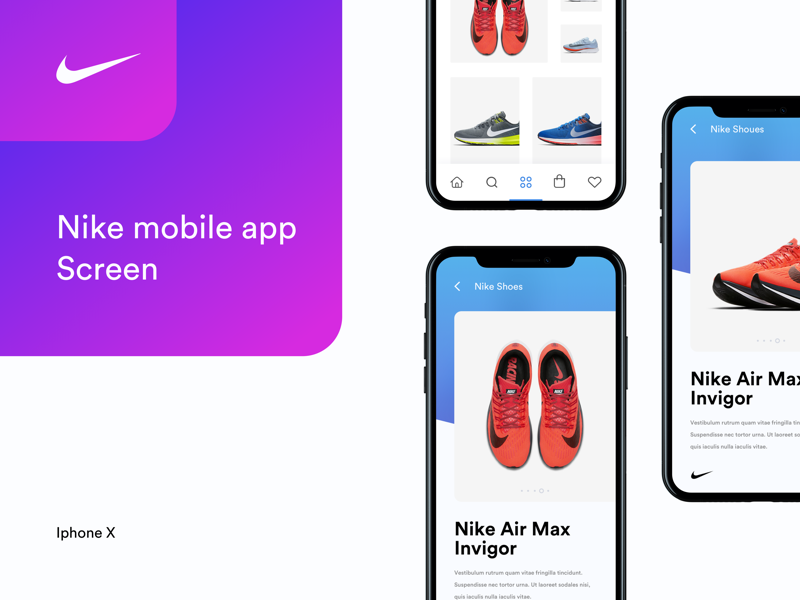 Nike mobile app
Screen
Iphone X
Nike Shoes
Nike Air Max
Invigor
Vestibulum rutrum quam vitae fringilla tincidunt.
Suspendisse nec tortor urna. Ut laoreet sodales nisi,
quis iaculis nulla iaculis vitae.
Nike Shoues
Nike Air Max
Invigor
Vestibulum rutrum quam vitae fringilla tin
Suspendisse nec tortor urna. Ut laoreet soda
quis iaculis nulla iaculis vitae.